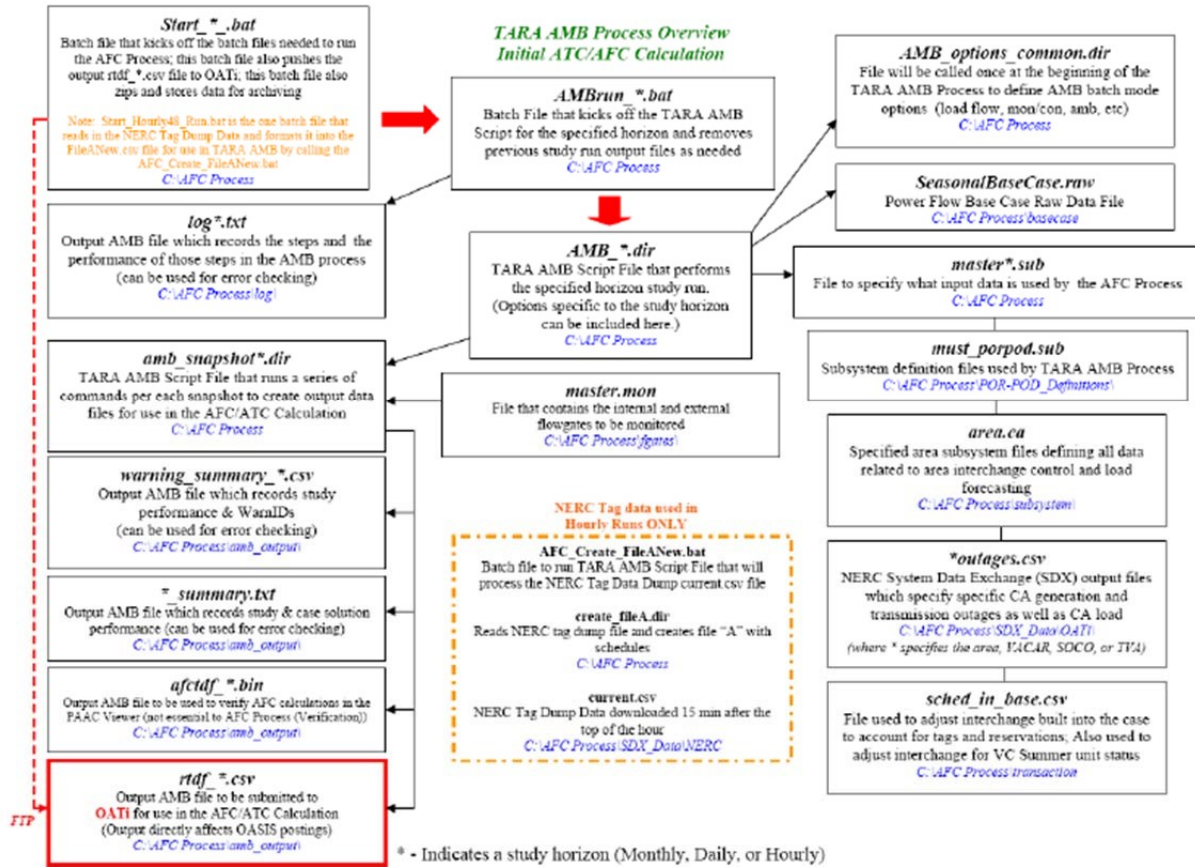 Start_*_.bat
Batch file that kicks off the batch files needed to run
the AFC Process; this batch file also pushes the
output rtdf_*.csv file to OATi; this batch file also
zips and stores data for archiving
Note: Start_Hourly48_Run.bat is the one batch file that
reads in the NERC Tag Dump Data and formats it into the
FileANew.csv file for use in TARA AMB by calling the
AFC_Create_FileANew.bat
C:\AFC Process
TARA AMB Process Overview
Initial ATC/AFC Calculation
AMBrun_*.bat
Batch File that kicks off the TARA AMB
Script for the specified horizon and removes
previous study run output files as needed
C:\AFC Process
AMB_options_common.dir
File will be called once at the beginning of the
TARA AMB Process to define AMB batch mode
options (load flow, mon/con, amb, etc)
C:\AFC Process
SeasonalBaseCase.raw
Power Flow Base Case Raw Data File
C:\AFC Process\basecase
log*.txt
Output AMB file which records the steps and the
performance of those steps in the AMB process
(can be used for error checking)
C:\AFC Process\log\
AMB_*.dir
TARA AMB Script File that performs
the specified horizon study run.
(Options specific to the study horizon
can be included here.)
C:\AFC Process
master*.sub
File to specify what input data is used by the AFC Process
C:\AFC Process
must_porpod.sub
Subsystem definition files used by TARA AMB Process
C:\AFC Process\POR-POD_Definitions\
amb_snapshot*.dir
TARA AMB Script File that runs a series of
commands per each snapshot to create output data
files for use in the AFC/ATC Calculation
C:\AFC Process
master.mon
File that contains the internal and external
flowgates to be monitored
C:\AFC Process\fgates\
area.ca
Specified area subsystem files defining all data
related to area interchange control and load
forecasting
C:\AFC Process\subsystem\
warning_summary_*.csv
Output AMB file which records study
performance & WarnIDs
(can be used for error checking)
C:\AFC Process\amb_output\
NERC Tag data used in
Hourly Runs ONLY
AFC_Create_FileANew.bat
Batch file to run TARA AMB Script File that will
process the NERC Tag Data Dump current.csv file
create_fileA.dir
Reads NERC tag dump file and creates file "A" with
schedules
C:\AFC Process
current.csv
NERC Tag Dump Data downloaded 15 min after the
top of the hour
C:\AFC Process\SDX_Data\NERC
*outages.csv
NERC System Data Exchange (SDX) output files
which specify specific CA generation and
transmission outages as well as CA load
C:\AFC Process\SDX_Data\OATi\
(where * specifies the area, VACAR, SOCO, or TVA)
*_summary.txt
Output AMB file which records study & case solution
performance (can be used for error checking)
C:\AFC Process\amb_output\
afctdf_*.bin
Output AMB file to be used to verify AFC calculations in the
PAAC Viewer (not essential to AFC Process (Verification))
C:\AFC Process\amb_output\
sched_in_base.csv
File used to adjust interchange built into the case
to account for tags and reservations; Also used to
adjust interchange for VC Summer unit status
C:\AFC Process\transaction
rtdf_*.csv
Output AMB file to be submitted to
OATi for use in the AFC/ATC Calculation
(Output directly affects OASIS postings)
C:\AFC Process\amb_output\
FTP
* - Indicates a study horizon (Monthly, Daily, or Hourly)